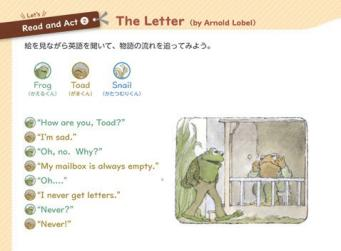 Let's
Read and Act 2 The Letter (by Arnold Lobel)
絵を見ながら英語を聞いて、物語の流れを追ってみよう。
Frog Toad Snail
(かえるくん) (がまくん) (かたつむりくん)
"How are you, Toad?"
"I'm sad."
"Oh, no. Why?"
"My mailbox is always empty."
"Oh...."
"I never get letters."
"Never?"
"Never!"